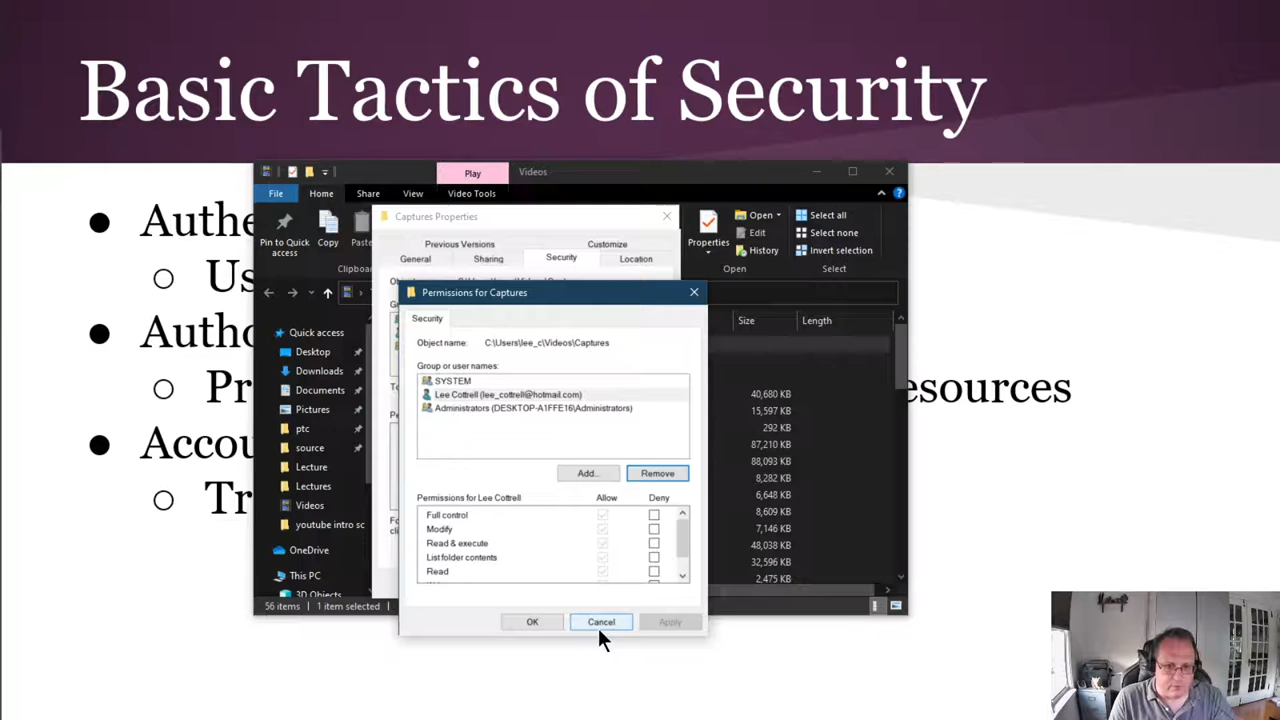 Basic Tactics of Security
Play
Videos
File
Home
Share
View
Video Tools
Pin to Quick
access
Copy
Paste
Clipboa
Properties
Open
Edit
History
Open
Select all
Select none
Invert selection
Select
Captures Properties
Previous Versions
Customize
General
Sharing
Security
Location
● Authe
○ Us
● Autho
○ Pr
esources
● Accou
○ Tr
Size
Length
Quick access
Desktop
Downloads
Documents
Pictures
ptc
source
Lecture
Lectures
Videos
youtube intro sc
OneDrive
This PC
3D Objects
56 items
1 item selected
Permissions for Captures
Security
Object name: C:\Users\lee_c\Videos\Captures
Group or user names:
SYSTEM
Lee Cottrell (lee_cottrell@hotmail.com)
Administrators (DESKTOP-A1FFE16\Administrators)
Add...
Remove
Permissions for Lee Cottrell
Allow
Deny
Full control
Modify
Read & execute
List folder contents
Read
OK
Cancel
Apply
40,680 KB
15,597 KB
292 KB
87,210 KB
88,093 KB
8,282 KB
6,648 KB
8,609 KB
7,146 KB
48,038 KB
32,596 KB
2,475 KB